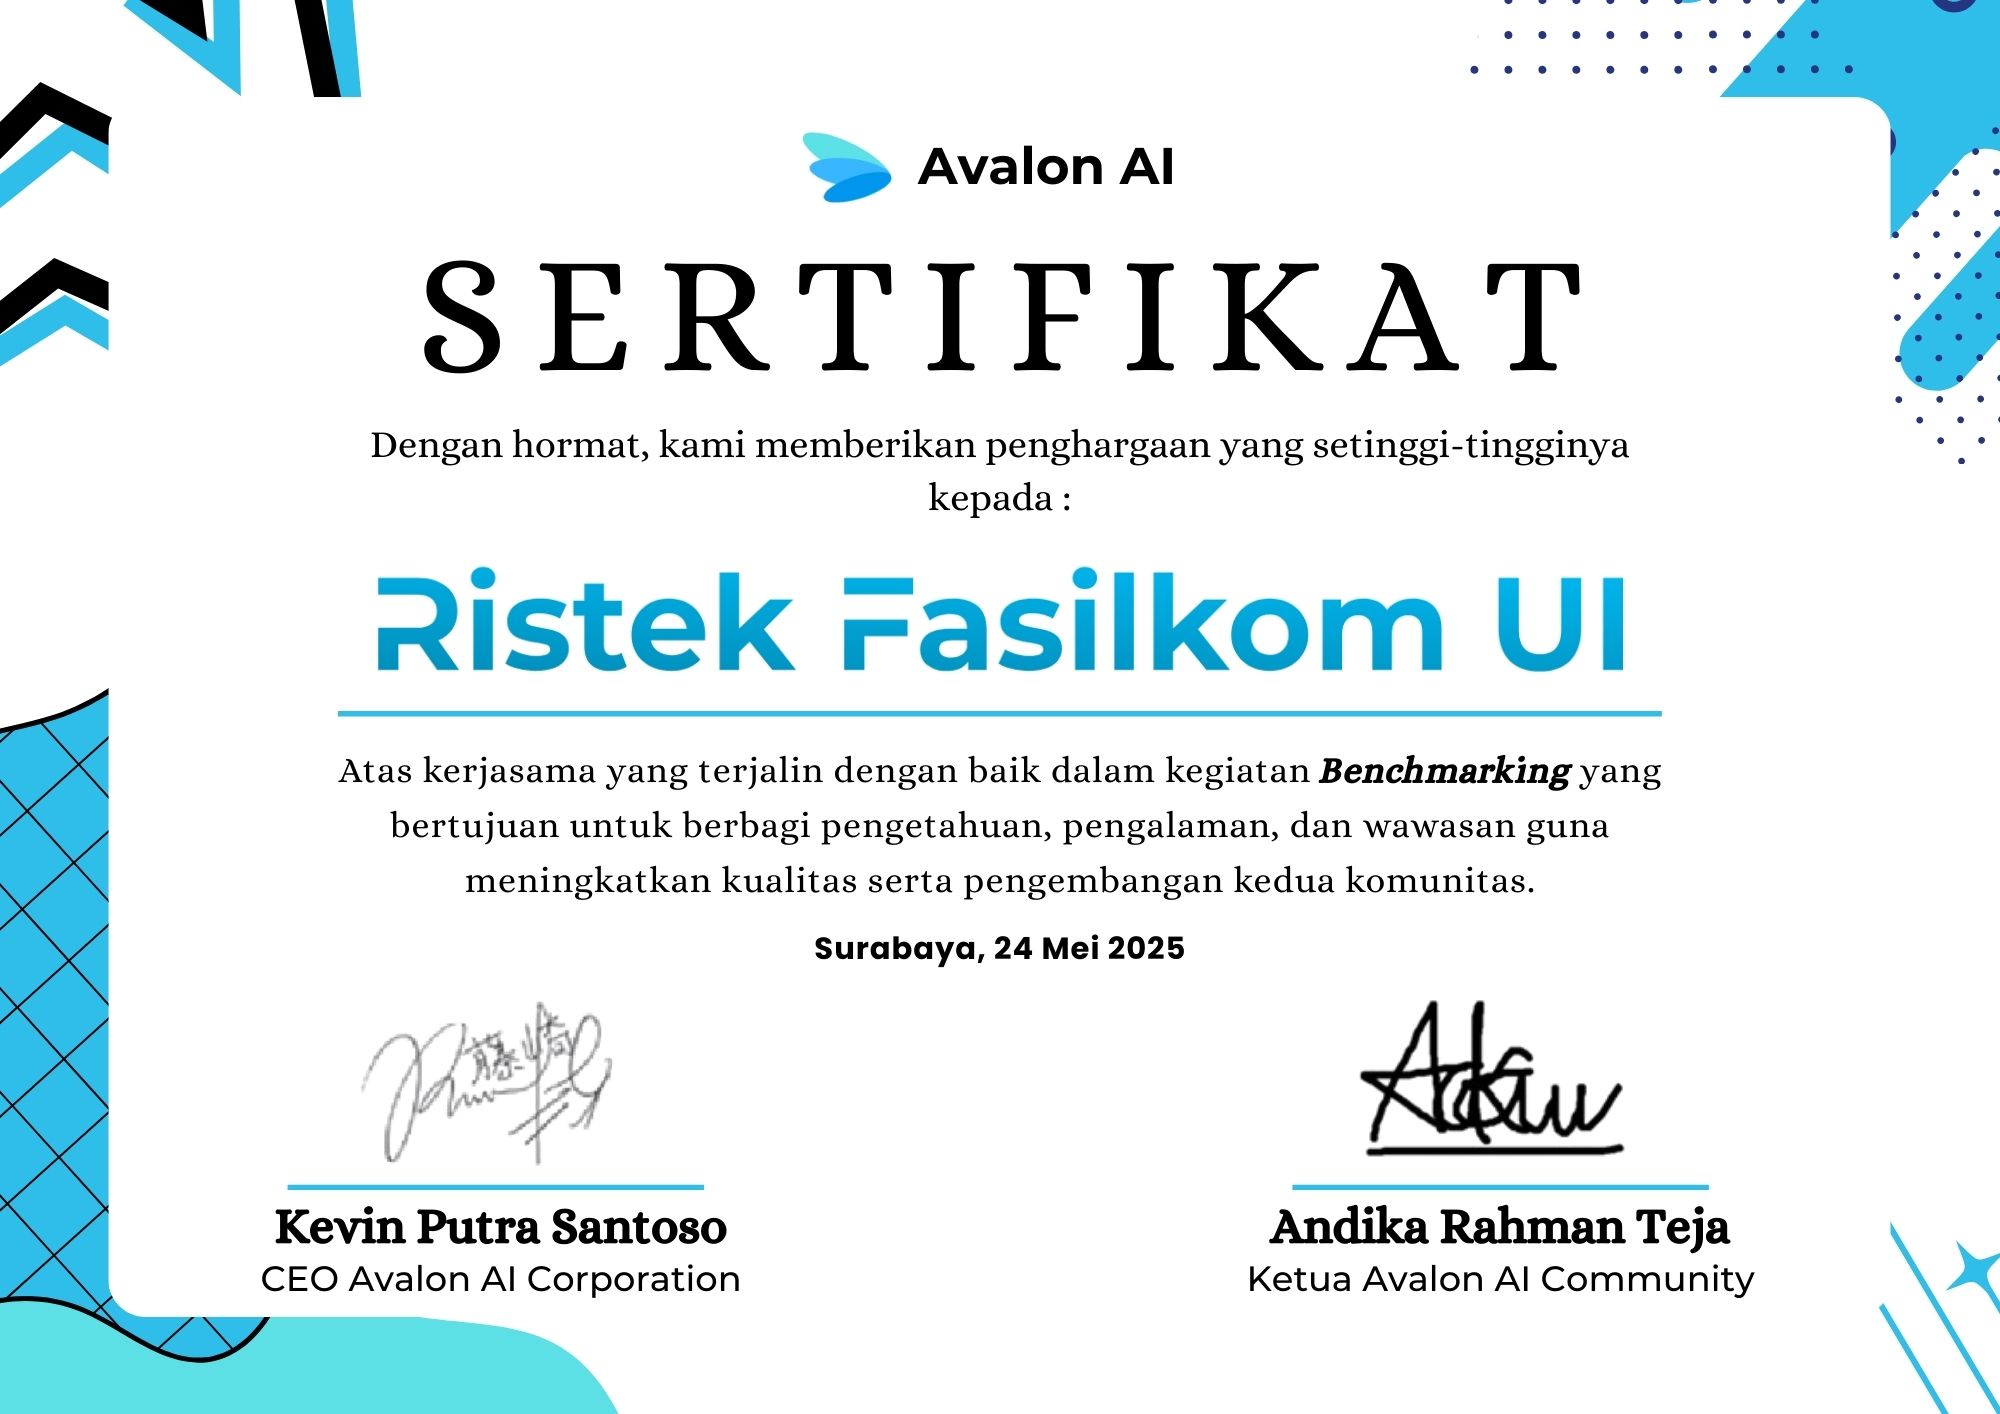 Avalon AI
SERTIFIKAT
Dengan hormat, kami memberikan penghargaan yang setinggi-tingginya
kepada :
Ristek Fasilkom UI
Atas kerjasama yang terjalin dengan baik dalam kegiatan Benchmarking yang
bertujuan untuk berbagi pengetahuan, pengalaman, dan wawasan guna
meningkatkan kualitas serta pengembangan kedua komunitas.
Surabaya, 24 Mei 2025
Kevin Putra Santoso
CEO Avalon AI Corporation
Andika Rahman Teja
Ketua Avalon AI Community